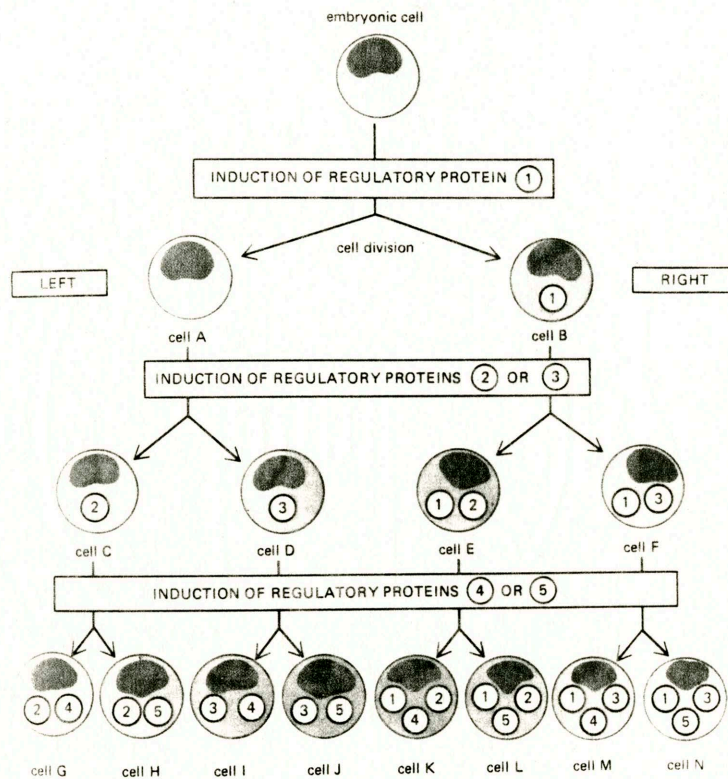 embryonic cell
INDUCTION OF REGULATORY PROTEIN 1
cell division
LEFT
RIGHT
1
cell A
cell B
INDUCTION OF REGULATORY PROTEINS 2 OR 3
2
3
1 2
1 3
cell C
cell D
cell E
cell F
INDUCTION OF REGULATORY PROTEINS 4 OR 5
2 4
2 5
3 4
3 5
1 2
4
1 2
5
1 3
4
1 3
5
cell G
cell H
cell I
cell J
cell K
cell L
cell M
cell N